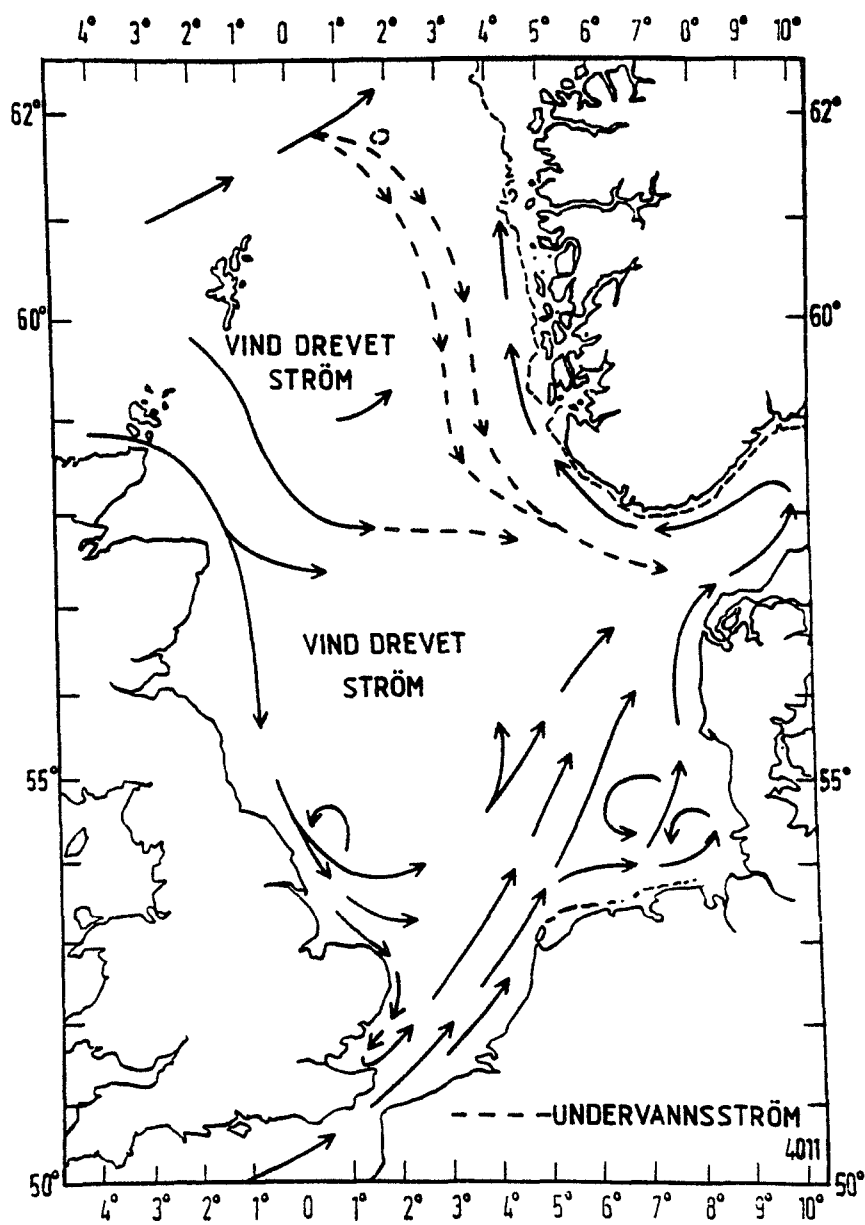 4° 3° 2° 1° 0 1° 2° 3° 4° 5° 6° 7° 8° 9° 10°
62° 62°
60° 60°
VIND DREVET
STRÖM
VIND DREVET
STRÖM
55° 55°
UNDERVANNSSTRÖM
4011
50° 50°
4° 3° 2° 1° 0 1° 2° 3° 4° 5° 6° 7° 8° 9° 10°